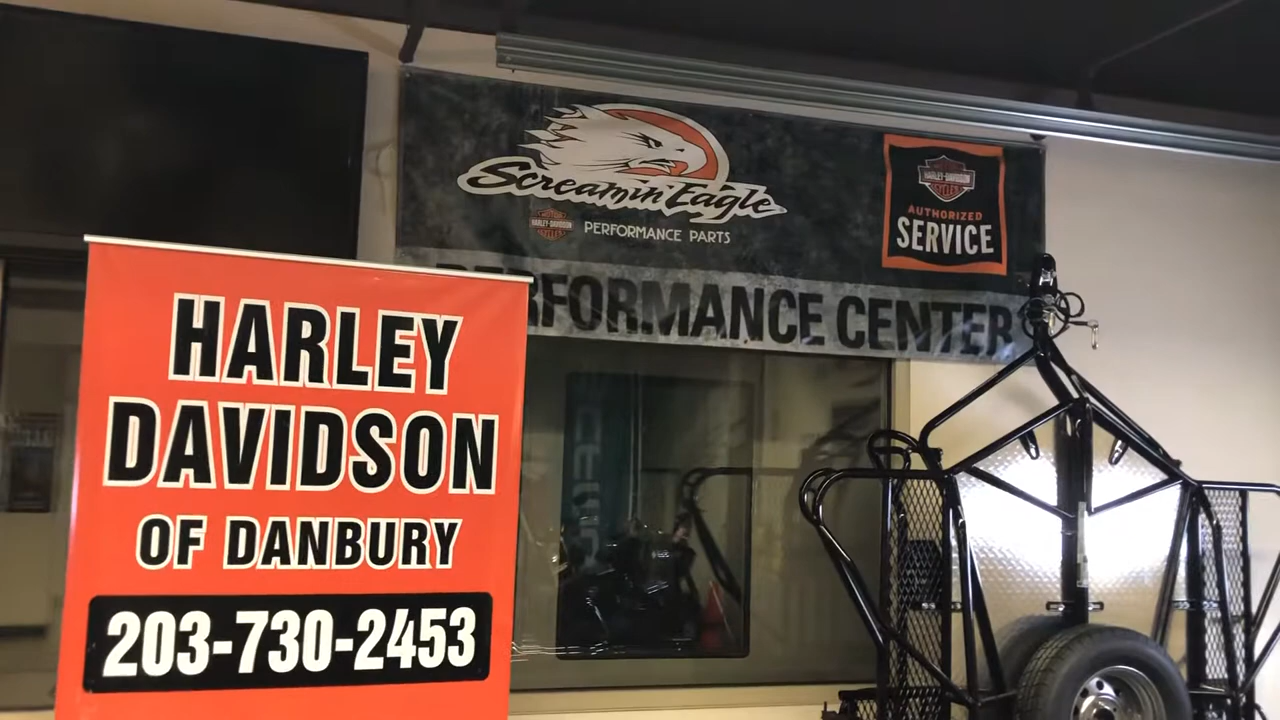 HARLEY
DAVIDSON
OF DANBURY
203-730-2453
Screamin' Eagle
HARLEY-DAVIDSON
PERFORMANCE PARTS
HARLEY-DAVIDSON
AUTHORIZED
SERVICE
PERFORMANCE CENTER